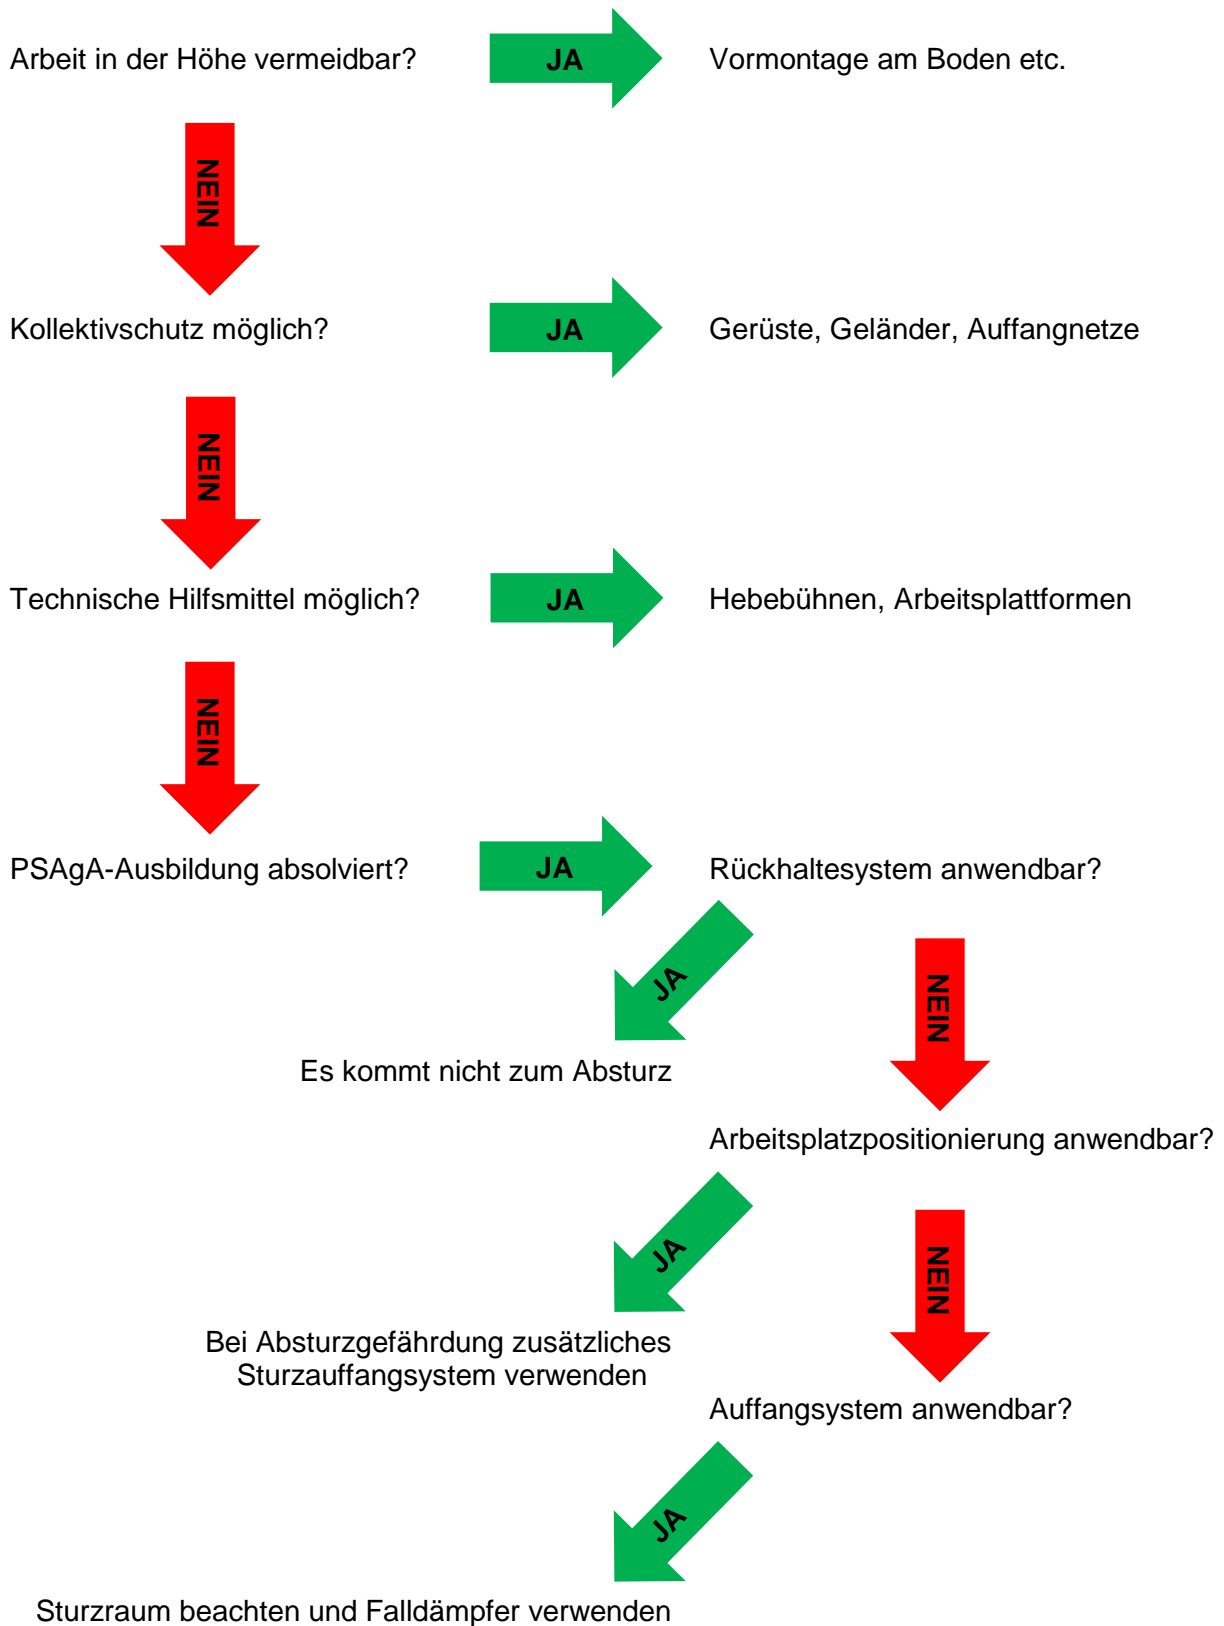 Arbeit in der Höhe vermeidbar?
JA
Vormontage am Boden etc.
NEIN
Kollektivschutz möglich?
JA
Gerüste, Geländer, Auffangnetze
NEIN
Technische Hilfsmittel möglich?
JA
Hebebühnen, Arbeitsplattformen
NEIN
PSAgA-Ausbildung absolviert?
JA
Rückhaltesystem anwendbar?
JA
NEIN
Es kommt nicht zum Absturz
Arbeitsplatzpositionierung anwendbar?
JA
NEIN
Bei Absturzgefährdung zusätzliches
Sturzauffangsystem verwenden
Auffangsystem anwendbar?
JA
Sturzraum beachten und Falldämpfer verwenden